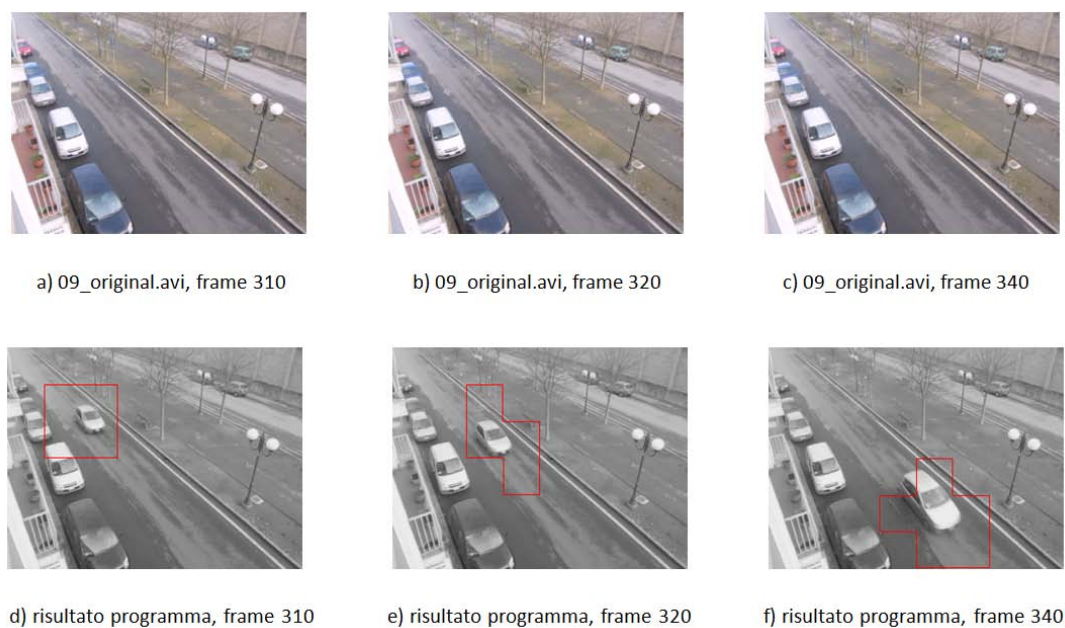 a) 09_original.avi, frame 310
b) 09_original.avi, frame 320
c) 09_original.avi, frame 340
d) risultato programma, frame 310
e) risultato programma, frame 320
f) risultato programma, frame 340